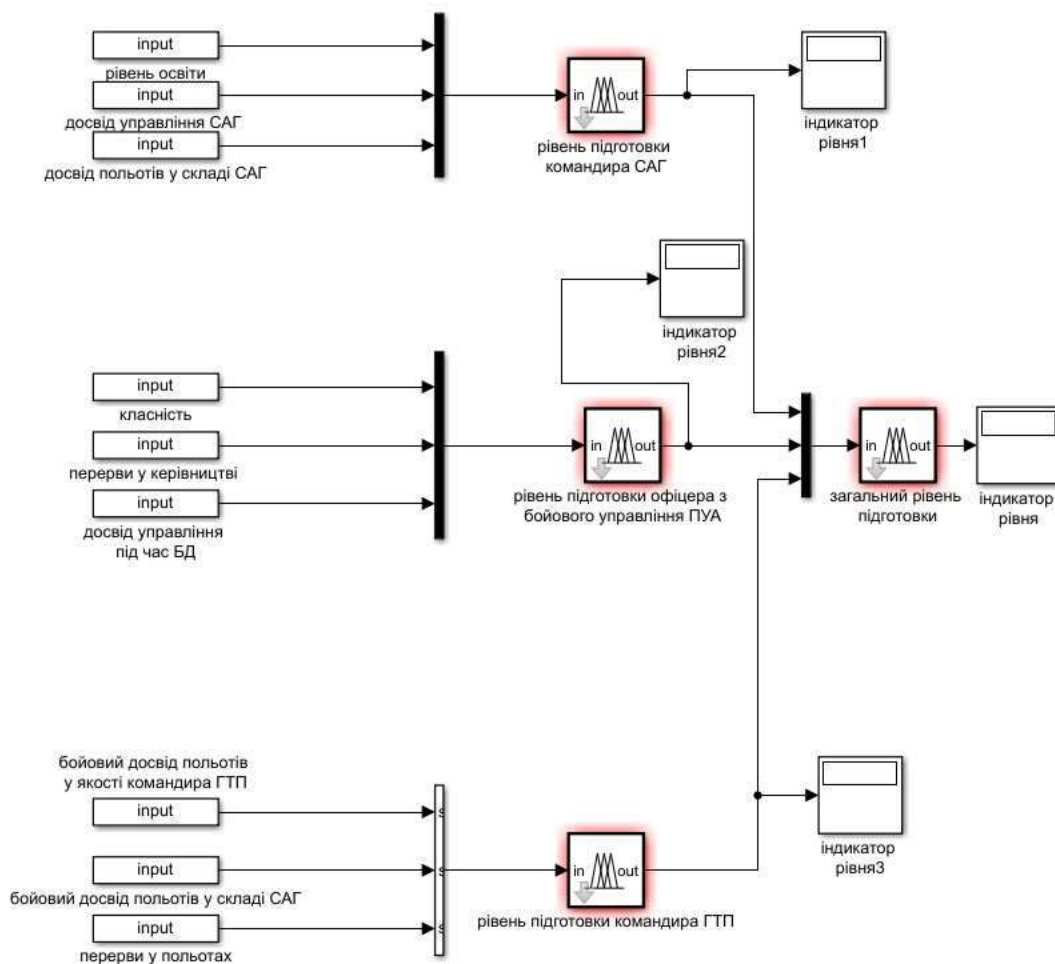 input
рівень освіти
input
досвід управління САГ
input
досвід польотів у складі САГ
in out
рівень підготовки
командира САГ
індикатор
рівня1
індикатор
рівня2
input
класність
input
перерви у керівництві
input
досвід управління
під час БД
in out
рівень підготовки офіцера з
бойового управління ПУА
in out
загальний рівень
підготовки
індикатор
рівня
бойовий досвід польотів
у якості командира ГТП
input
input
бойовий досвід польотів у складі САГ
input
перерви у польотах
in out
рівень підготовки командира ГТП
індикатор
рівня3